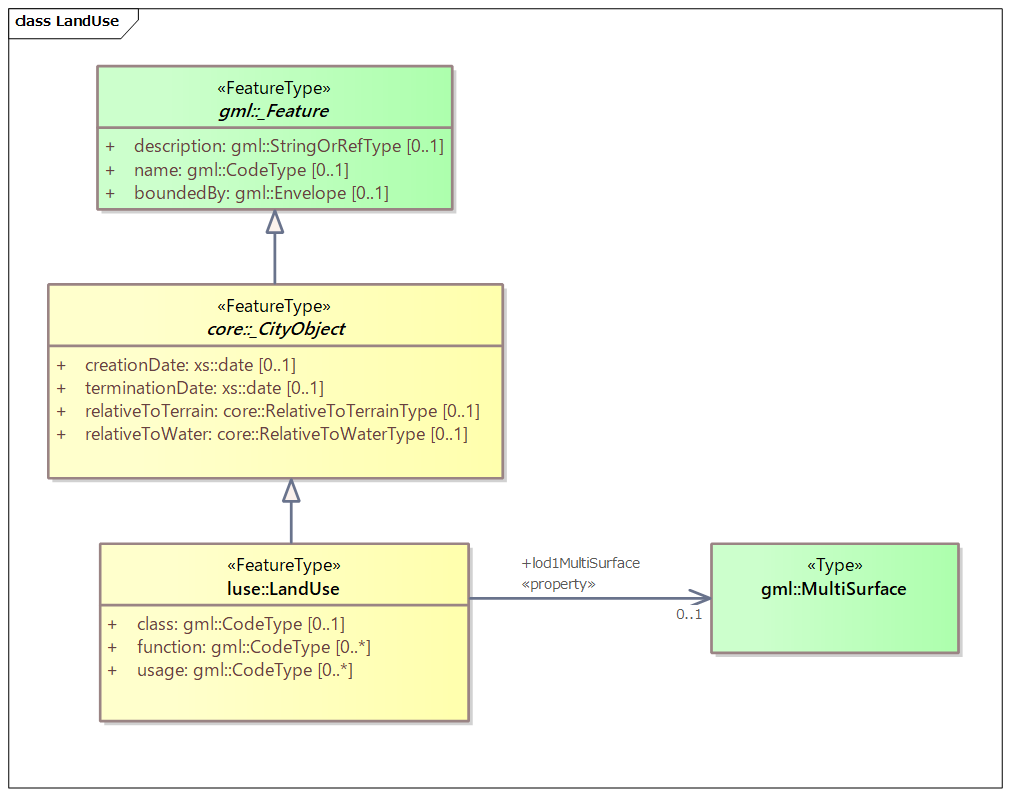 class LandUse
«FeatureType»
gml::_Feature
+ description: gml::StringOrRefType [0..1]
+ name: gml::CodeType [0..1]
+ boundedBy: gml::Envelope [0..1]
«FeatureType»
core::_CityObject
+ creationDate: xs::date [0..1]
+ terminationDate: xs::date [0..1]
+ relativeToTerrain: core::RelativeToTerrainType [0..1]
+ relativeToWater: core::RelativeToWaterType [0..1]
«FeatureType»
luse::LandUse
+ class: gml::CodeType [0..1]
+ function: gml::CodeType [0..*]
+ usage: gml::CodeType [0..*]
+lod1MultiSurface
«property»
0..1
«Type»
gml::MultiSurface